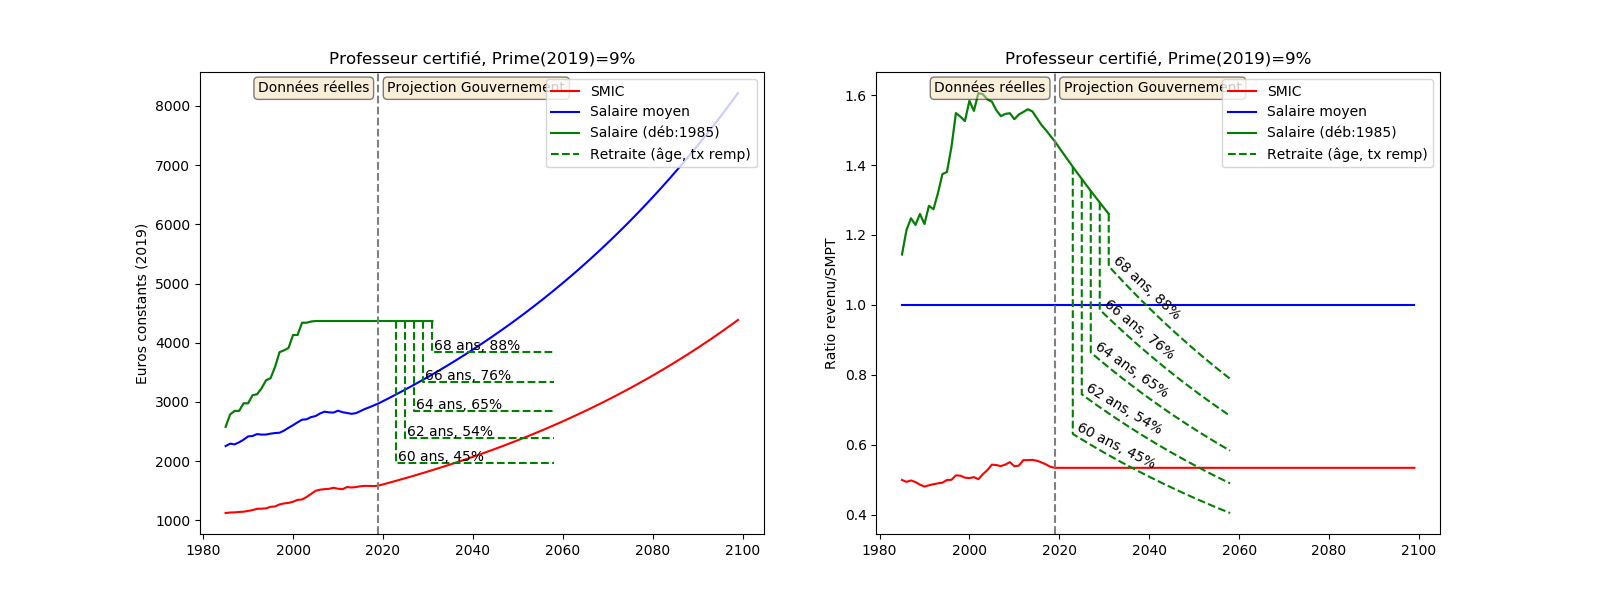 Professeur certifié, Prime(2019)=9%
Données réelles
Projection Gouvernement
SMIC
Salaire moyen
Salaire (déb:1985)
Retraite (âge, tx remp)
Euros constants (2019)
8000
7000
6000
5000
4000
3000
2000
1000
68 ans, 88%
66 ans, 76%
64 ans, 65%
62 ans, 54%
60 ans, 45%
1980
2000
2020
2040
2060
2080
2100
Professeur certifié, Prime(2019)=9%
Données réelles
Projection Gouvernement
SMIC
Salaire moyen
Salaire (déb:1985)
Retraite (âge, tx remp)
Ratio revenu/SMPT
1.6
1.4
1.2
1.0
0.8
0.6
0.4
68 ans, 88%
66 ans, 76%
64 ans, 65%
62 ans, 54%
60 ans, 45%
1980
2000
2020
2040
2060
2080
2100